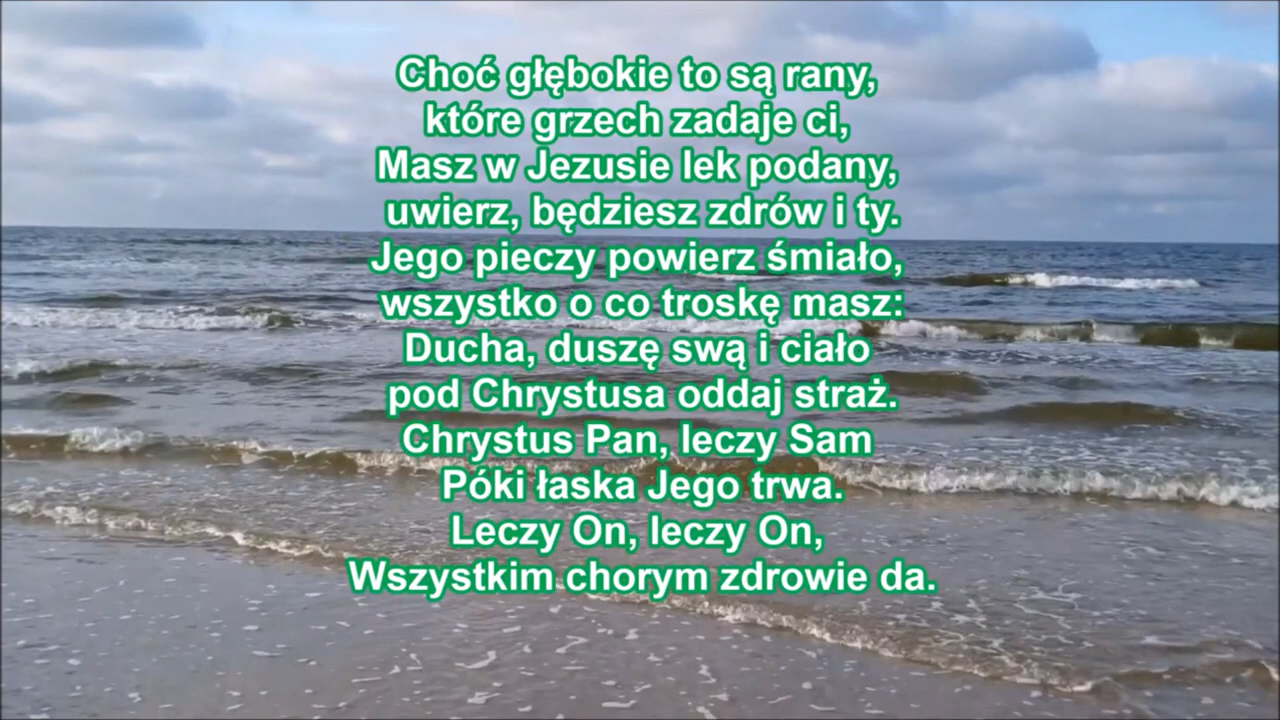 Choć głębokie to są rany,
które grzech zadaje ci,
Masz w Jezusie lek podany,
uwierz, będziesz zdrów i ty.
Jego pieczy powierz śmiało,
wszystko o co troskę masz:
Ducha, duszę swą i ciało
pod Chrystusa oddaj straż.
Chrystus Pan, leczy Sam
Póki łaska Jego trwa.
Leczy On, leczy On,
Wszystkim chorym zdrowie da.